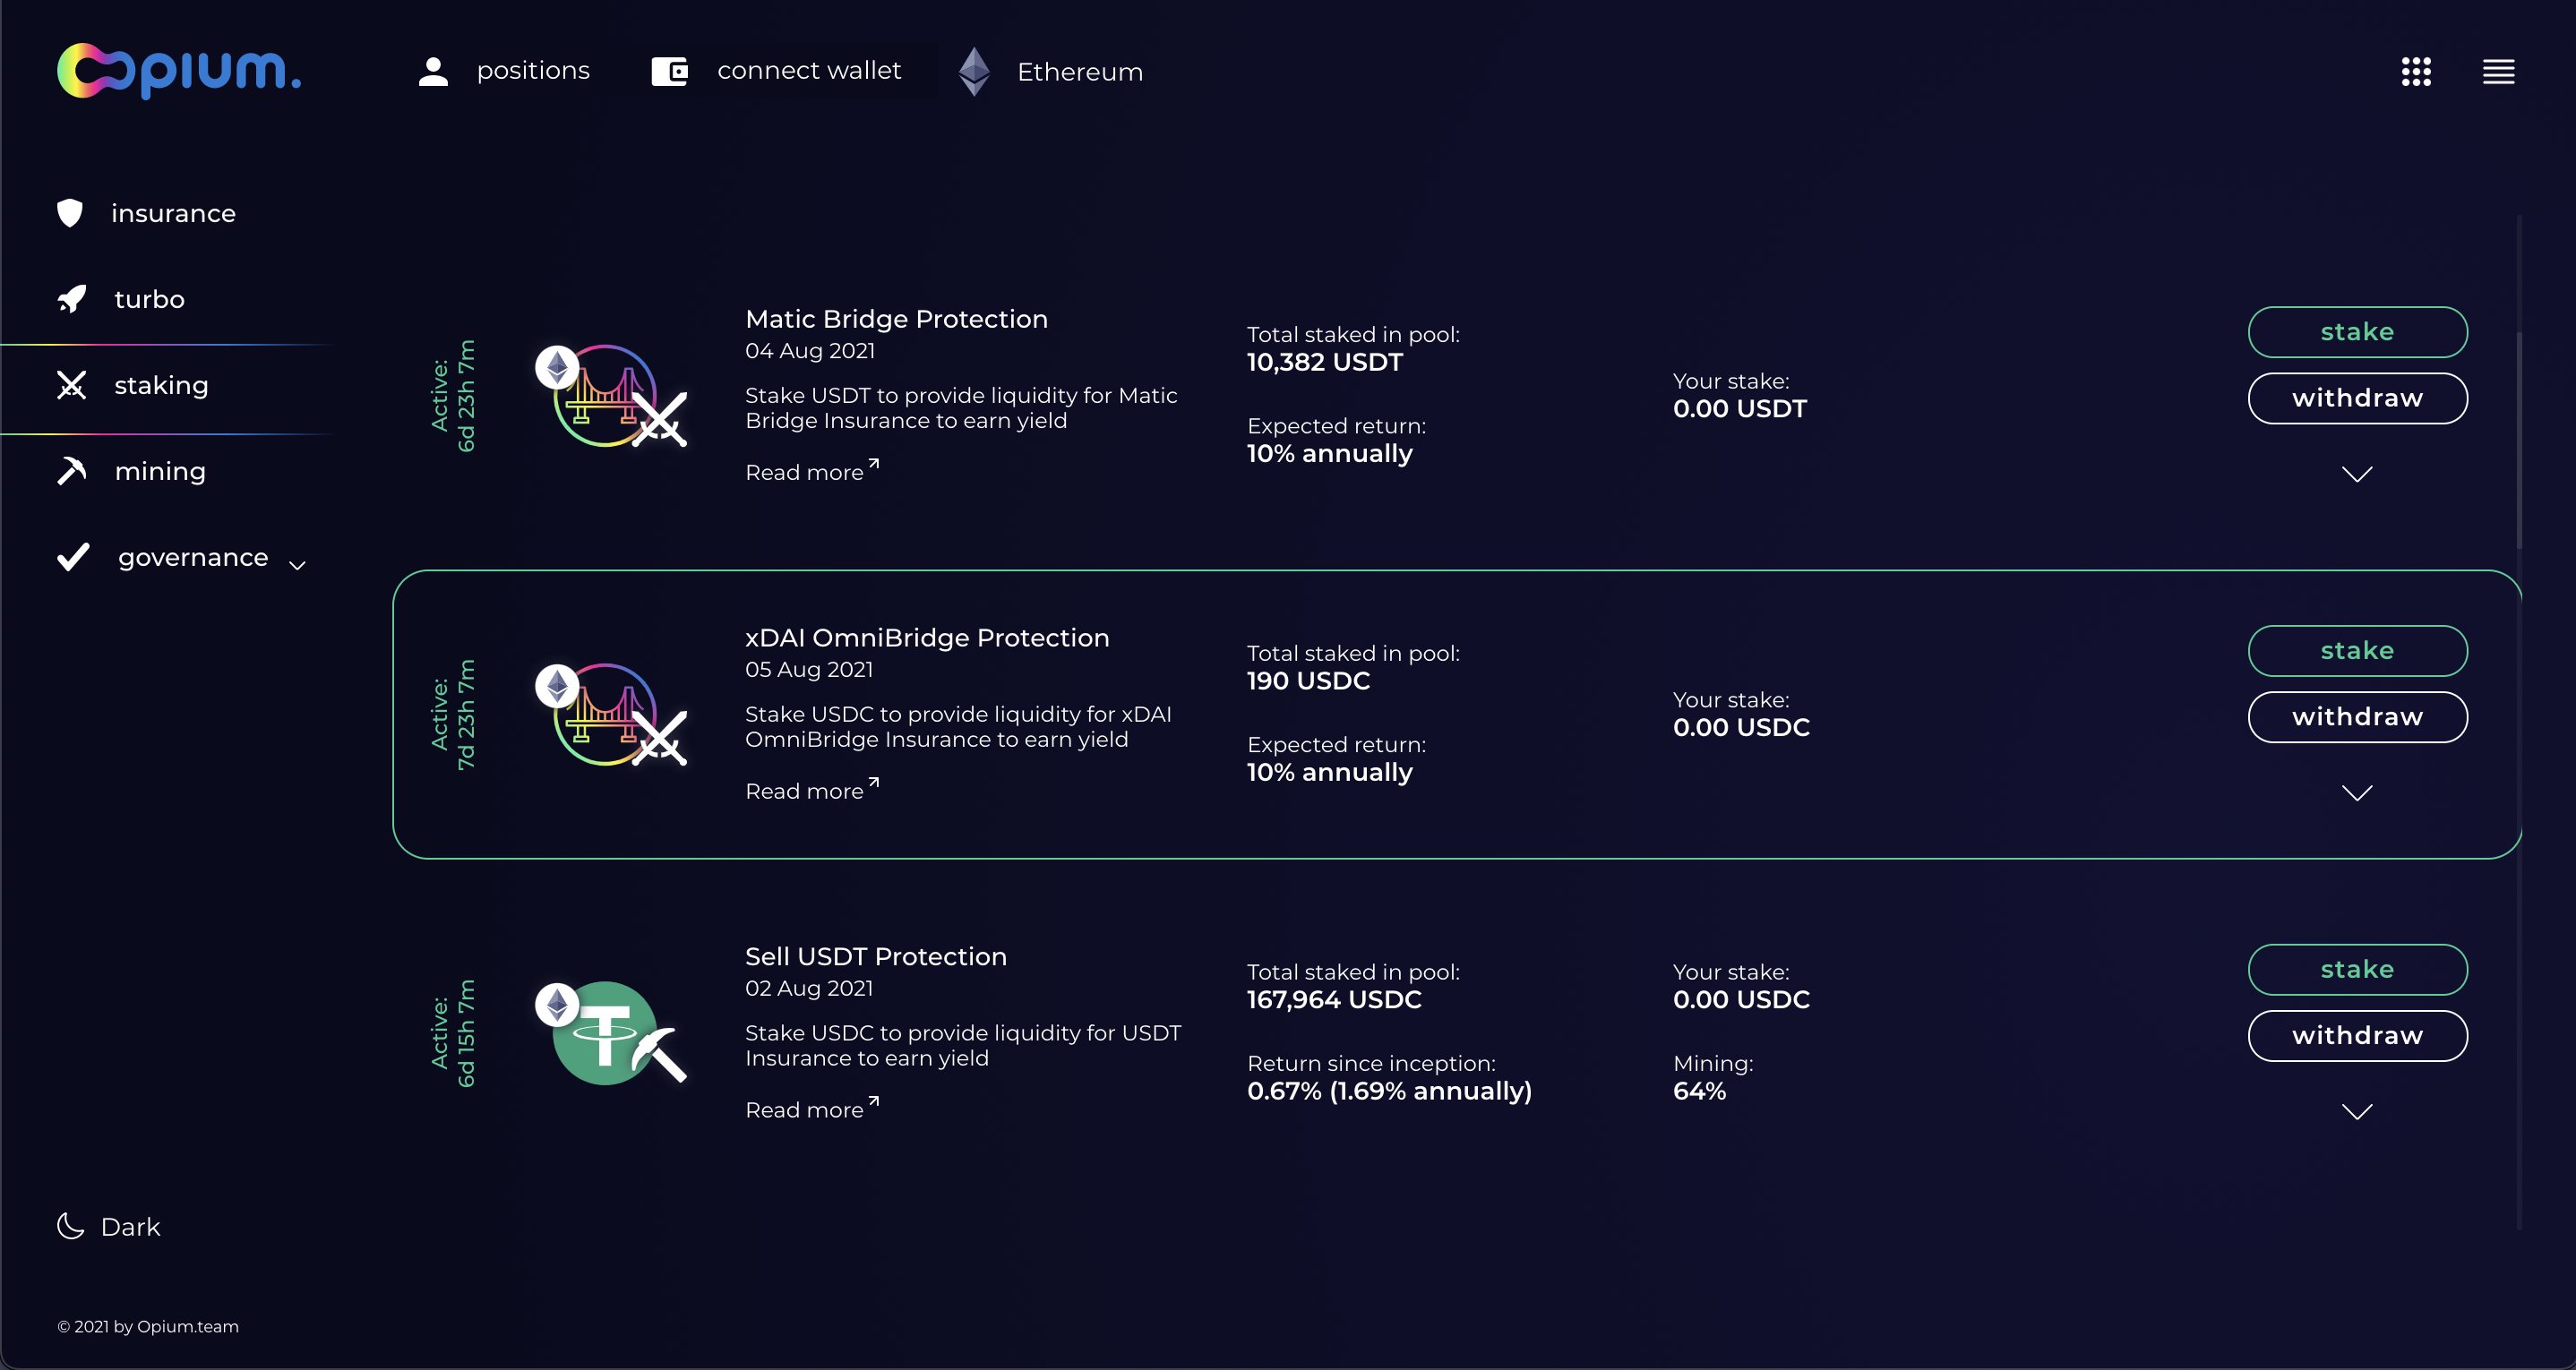 Opium.
positions
connect wallet
Ethereum
insurance
turbo
staking
mining
governance
Dark
© 2021 by Opium.team
Active:
6d 23h 7m
Matic Bridge Protection
04 Aug 2021
Stake USDT to provide liquidity for Matic
Bridge Insurance to earn yield
Read more
Total staked in pool:
10,382 USDT
Expected return:
10% annually
Your stake:
0.00 USDT
stake
withdraw
Active:
7d 23h 7m
xDAI OmniBridge Protection
05 Aug 2021
Stake USDC to provide liquidity for xDAI
OmniBridge Insurance to earn yield
Read more
Total staked in pool:
190 USDC
Expected return:
10% annually
Your stake:
0.00 USDC
stake
withdraw
Active:
6d 15h 7m
Sell USDT Protection
02 Aug 2021
Stake USDC to provide liquidity for USDT
Insurance to earn yield
Read more
Total staked in pool:
167,964 USDC
Return since inception:
0.67% (1.69% annually)
Your stake:
0.00 USDC
Mining:
64%
stake
withdraw